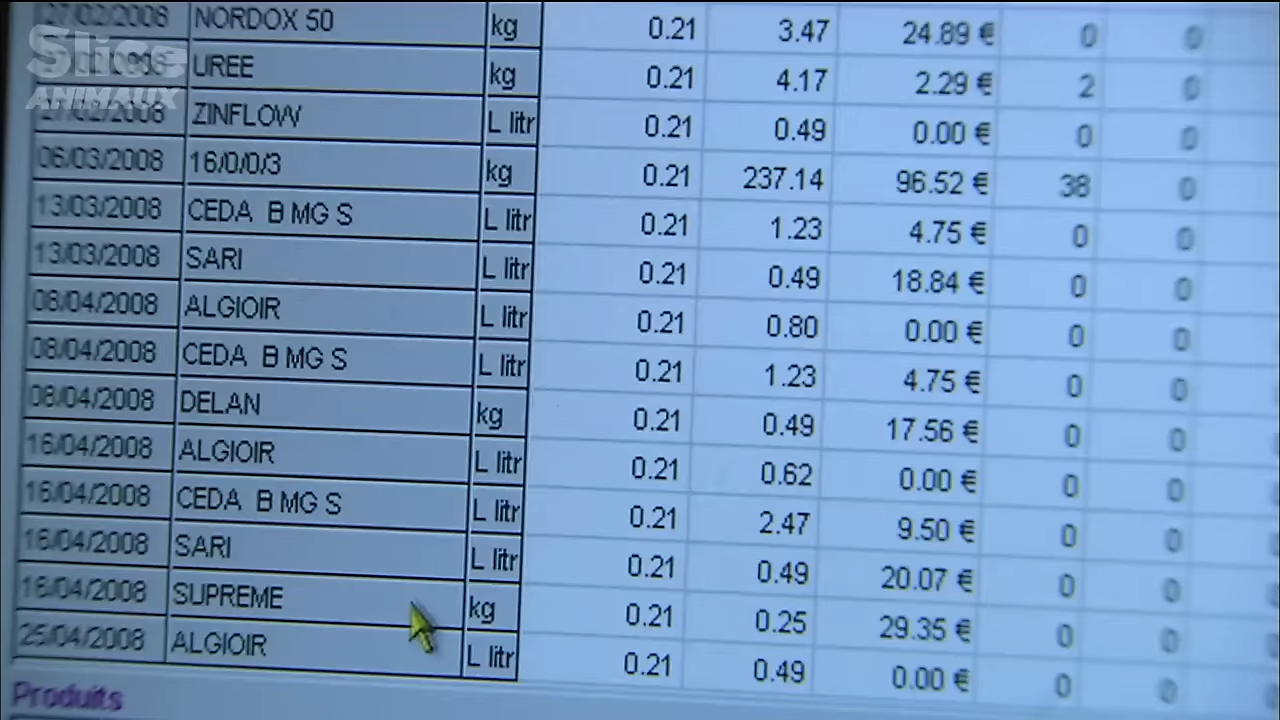 27/02/2008 NORDOX 50 kg 0.21 3.47 24.89 € 0 0
Slice
ANIMAUX
UREE kg 0.21 4.17 2.29 € 2 0
27/02/2008 ZINFLOW L litr 0.21 0.49 0.00 € 0 0
06/03/2008 16/0/0/3 kg 0.21 237.14 96.52 € 38 0
13/03/2008 CEDA B MG S L litr 0.21 1.23 4.75 € 0 0
13/03/2008 SARI L litr 0.21 0.49 18.84 € 0 0
08/04/2008 ALGIOIR L litr 0.21 0.80 0.00 € 0 0
08/04/2008 CEDA B MG S L litr 0.21 1.23 4.75 € 0 0
08/04/2008 DELAN kg 0.21 0.49 17.56 € 0 0
16/04/2008 ALGIOIR L litr 0.21 0.62 0.00 € 0 0
16/04/2008 CEDA B MG S L litr 0.21 2.47 9.50 € 0 0
16/04/2008 SARI L litr 0.21 0.49 20.07 € 0 0
16/04/2008 SUPREME kg 0.21 0.25 29.35 € 0 0
25/04/2008 ALGIOIR L litr 0.21 0.49 0.00 € 0 0
Produits